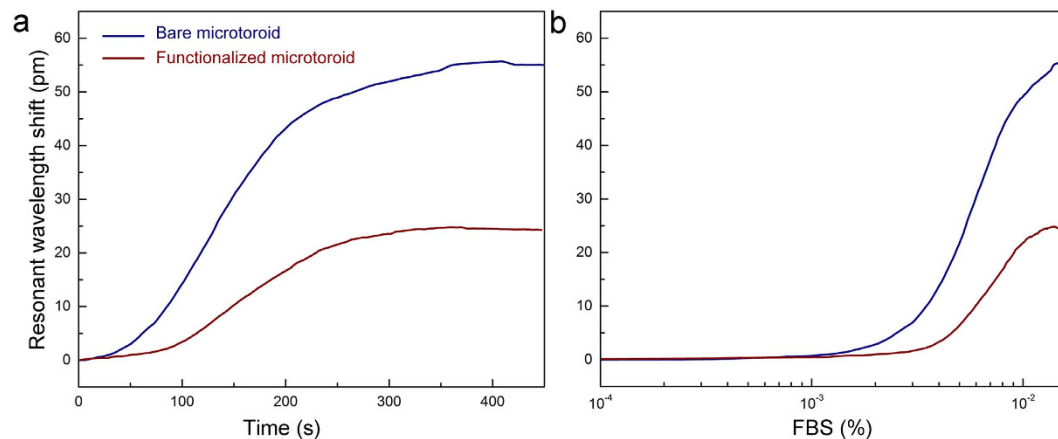 a
Bare microtoroid
Functionalized microtoroid
Resonant wavelength shift (pm)
60
50
40
30
20
10
0
0 100 200 300 400
Time (s)
b
60
50
40
30
20
10
0
10-4 10-3 10-2
FBS (%)